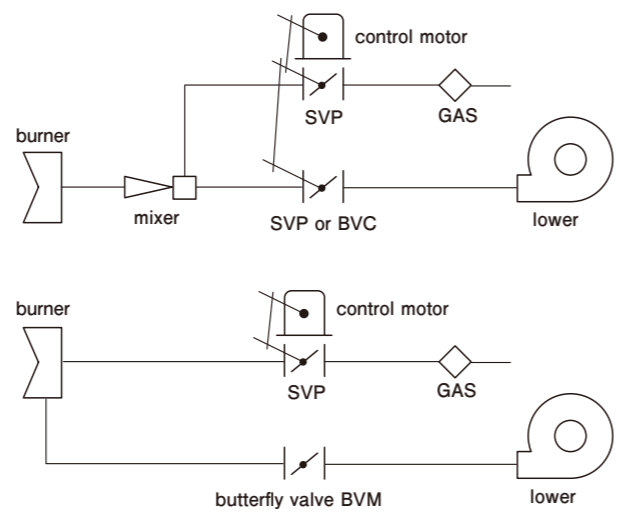 control motor
SVP
GAS
burner
mixer
SVP or BVC
lower
burner
control motor
SVP
GAS
butterfly valve BVM
lower